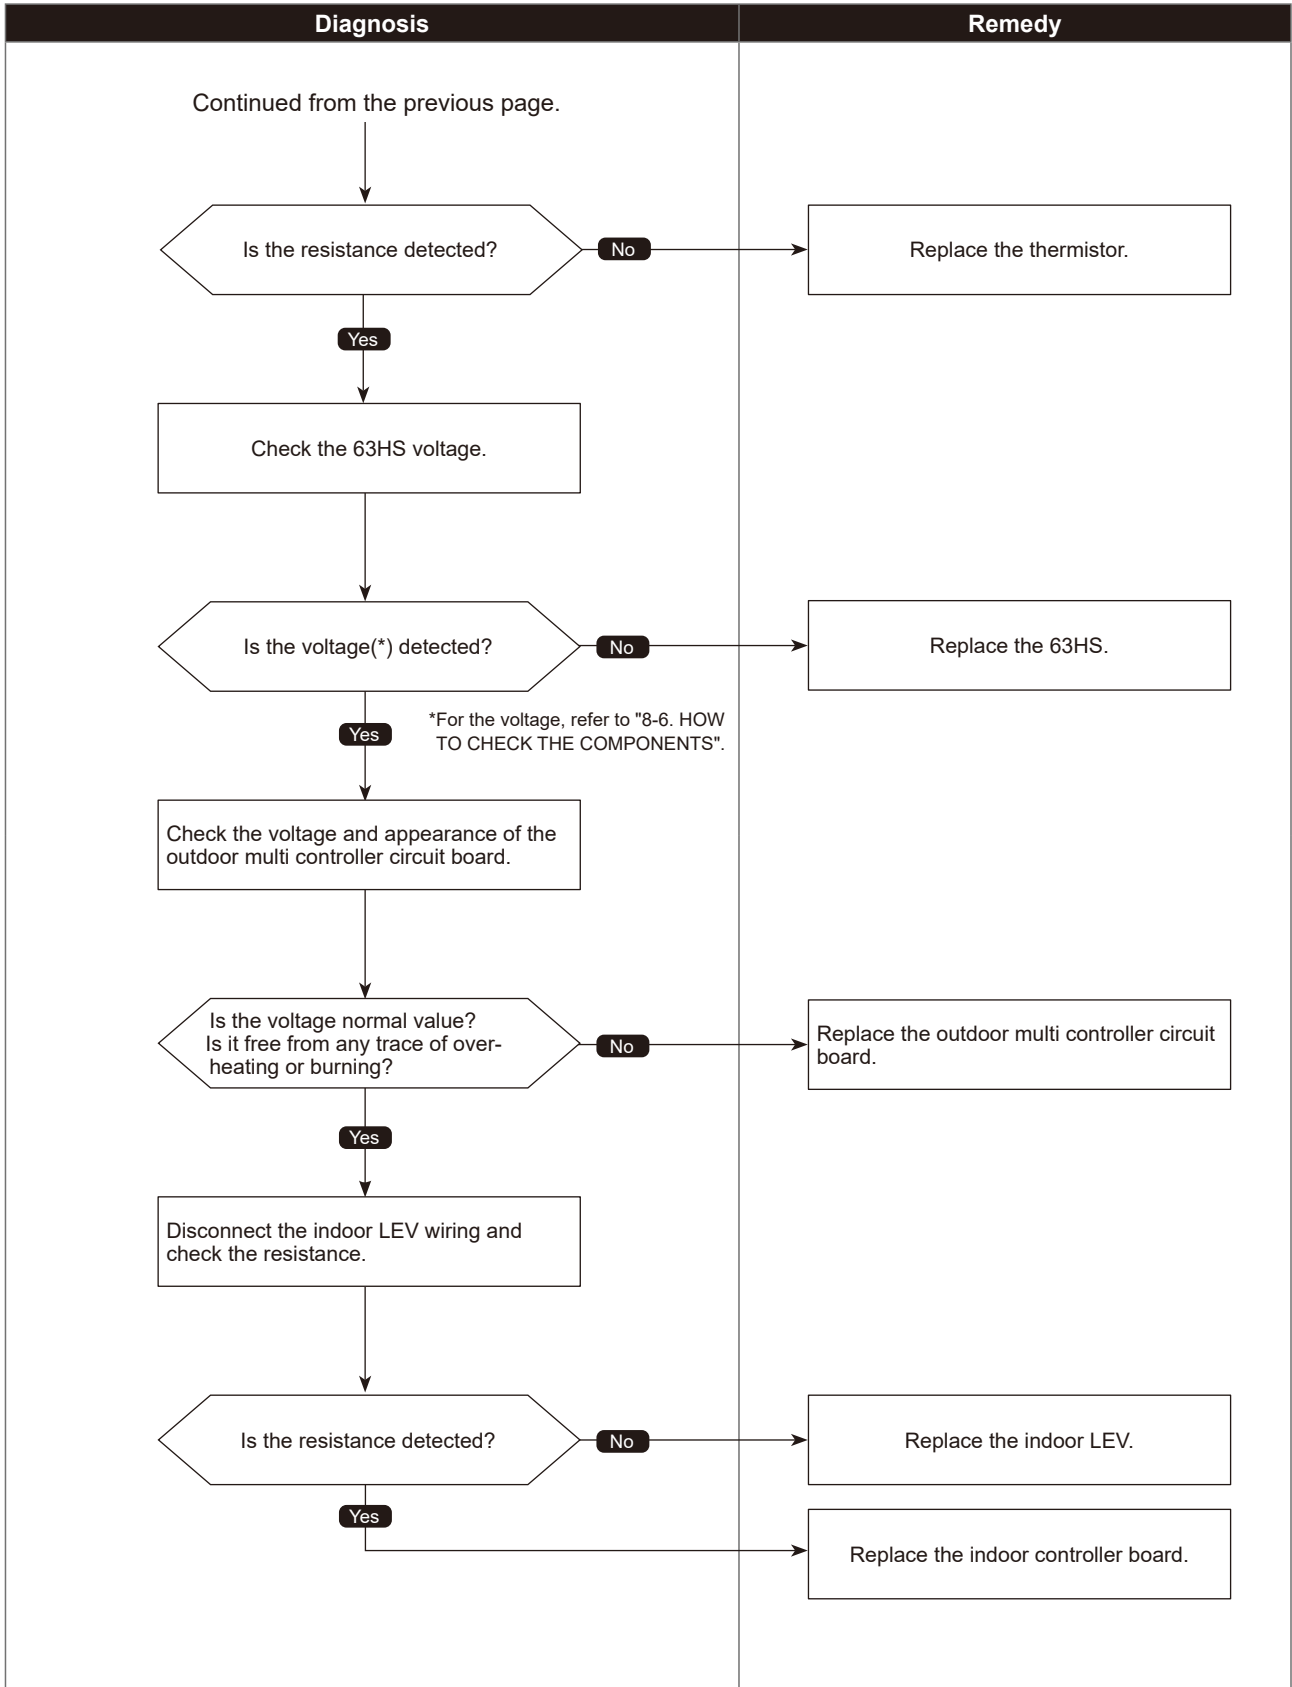 Diagnosis
Remedy
Continued from the previous page.
Is the resistance detected?
No
Replace the thermistor.
Yes
Check the 63HS voltage.
Is the voltage(*) detected?
No
Replace the 63HS.
Yes
*For the voltage, refer to "8-6. HOW
TO CHECK THE COMPONENTS".
Check the voltage and appearance of the
outdoor multi controller circuit board.
Is the voltage normal value?
Is it free from any trace of over-
heating or burning?
No
Replace the outdoor multi controller circuit
board.
Yes
Disconnect the indoor LEV wiring and
check the resistance.
Is the resistance detected?
No
Replace the indoor LEV.
Yes
Replace the indoor controller board.